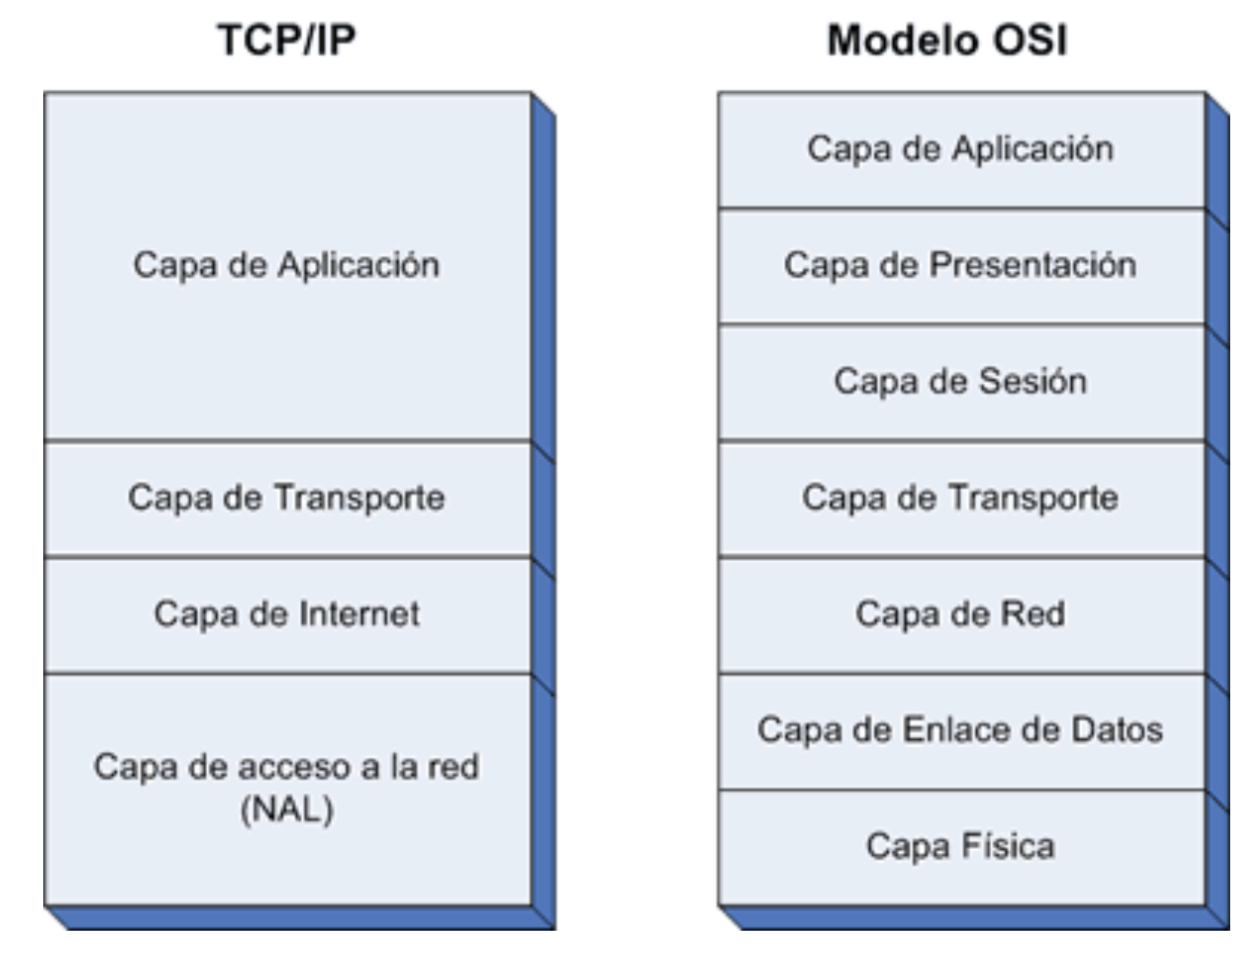 TCP/IP
Capa de Aplicación
Capa de Transporte
Capa de Internet
Capa de acceso a la red
(NAL)
Modelo OSI
Capa de Aplicación
Capa de Presentación
Capa de Sesión
Capa de Transporte
Capa de Red
Capa de Enlace de Datos
Capa Física